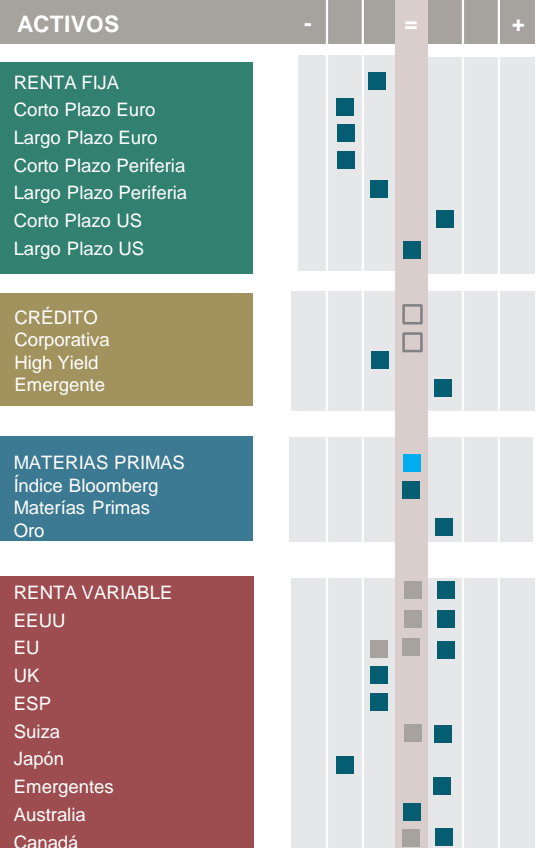 ACTIVOS - = +
RENTA FIJA
Corto Plazo Euro
Largo Plazo Euro
Corto Plazo Periferia
Largo Plazo Periferia
Corto Plazo US
Largo Plazo US
CRÉDITO
Corporativa
High Yield
Emergente
MATERIAS PRIMAS
Índice Bloomberg
Materías Primas
Oro
RENTA VARIABLE
EEUU
EU
UK
ESP
Suiza
Japón
Emergentes
Australia
Canadá